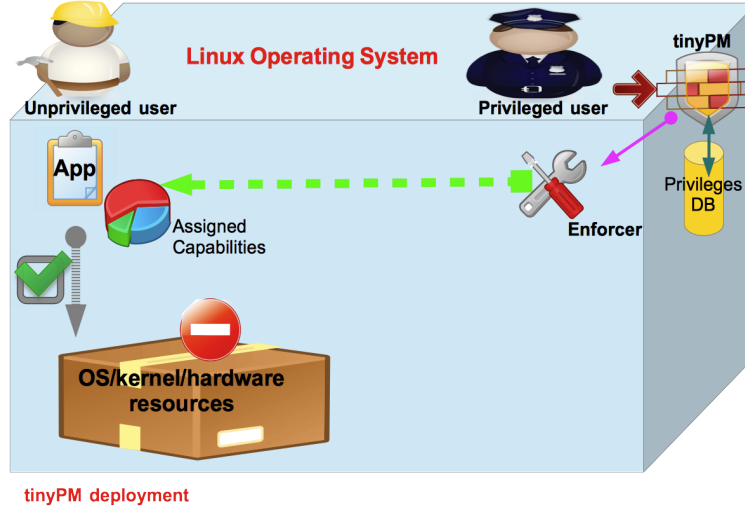 tinyPM
Linux Operating System
Unprivileged user
Privileged user
App
Privileges
DB
Assigned
Capabilities
Enforcer
OS/kernel/hardware
resources
tinyPM deployment